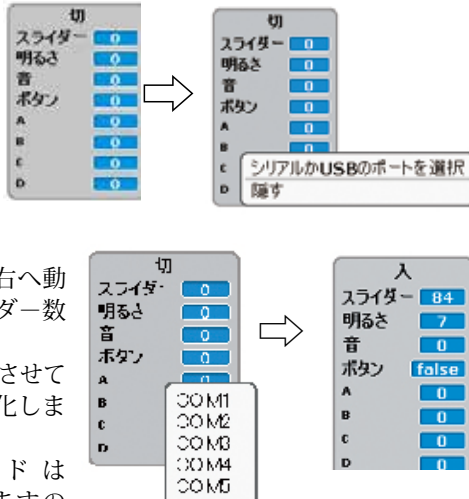 切
スライダー 0
明るさ 0
音 0
ボタン 0
A 0
B 0
C 0
D 0
切
スライダー 0
明るさ 0
音 0
ボタン 0
A 0
B 0
C
D
シリアルかUSBのポートを選択
隠す
右へ動
ダー数
させて
化しま
ド は
ますの
切
スライダ 0
明るさ 0
音 0
ボタン 0
A 0
B
C
D
COM1
COM2
COM3
COM4
COM5
入
スライダー 84
明るさ 7
音 0
ボタン false
A 0
B 0
C 0
D 0